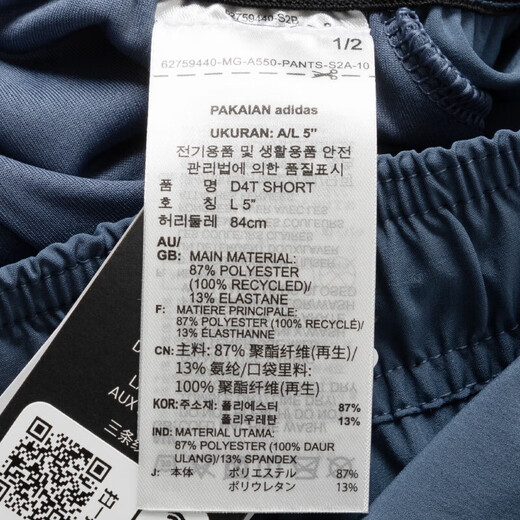 63759440-S2B
1/2
62759440-MG-A550-PANTS-S2A-10
PAKAIAN adidas
UKURAN: A/L 5"
전기용품 및 생활용품 안전
관리법에 의한 품질표시
품 명 D4T SHORT
호 칭 L 5"
허리둘레 84cm
AU/
GB: MAIN MATERIAL:
87% POLYESTER
(100% RECYCLED)/
13% ELASTANE
F: MATIERE PRINCIPALE:
87% POLYESTER (100% RECYCLÉ)/
13% ÉLASTHANNE
CN: 主料: 87% 聚酯纤维(再生)/
13% 氨纶/口袋里料:
100% 聚酯纤维(再生)
KOR: 주소재: 폴리에스터 87%
폴리우레탄 13%
IND: MATERIAL UTAMA:
87% POLYESTER (100% DAUR
ULANG)/13% SPANDEX
J: 本体 ポリエステル 87%
ポリウレタン 13%
AUX
三条